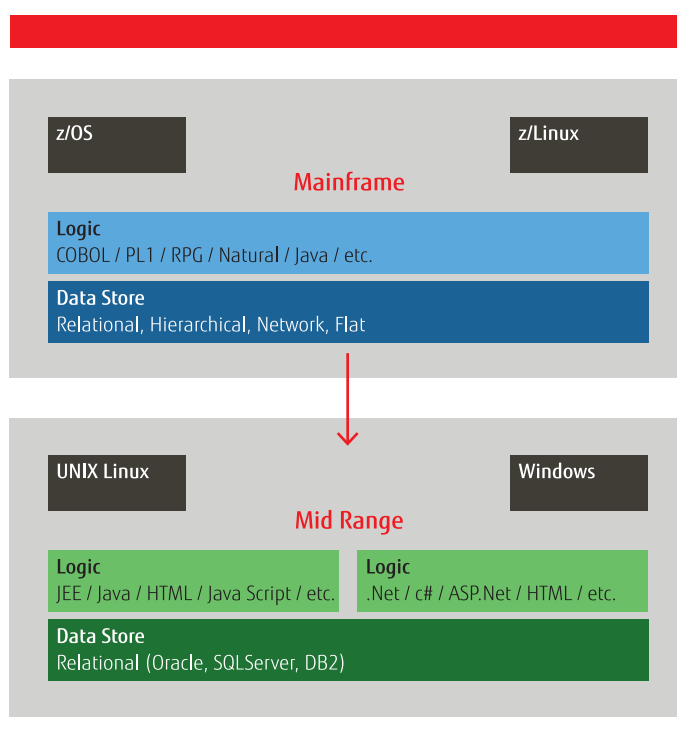 z/OS
z/Linux
Mainframe
Logic
COBOL / PL1 / RPG / Natural / Java / etc.
Data Store
Relational, Hierarchical, Network, Flat
UNIX Linux
Windows
Mid Range
Logic
JEE / Java / HTML / Java Script / etc.
Logic
.Net / c# / ASP.Net / HTML / etc.
Data Store
Relational (Oracle, SQLServer, DB2)